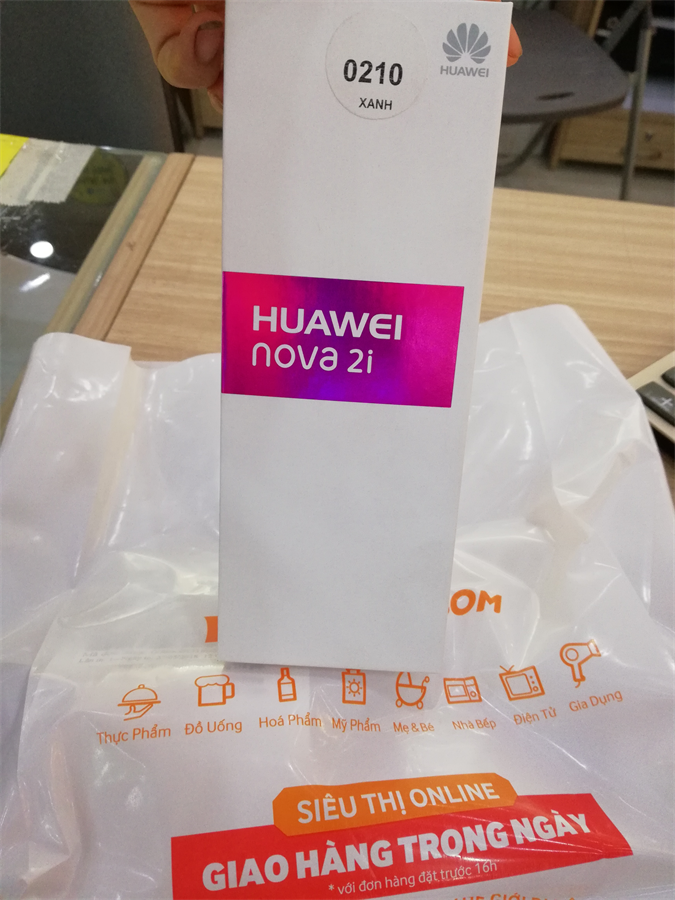 0210
XANH
HUAWEI
HUAWEI
nova 2i
OM
Thực Phẩm Đồ Uống Hoá Phẩm Mỹ Phẩm Mẹ & Bé Nhà Bếp Điện Tử Gia Dụng
SIÊU THỊ ONLINE
GIAO HÀNG TRONG NGÀY
* với đơn hàng đặt trước 16h